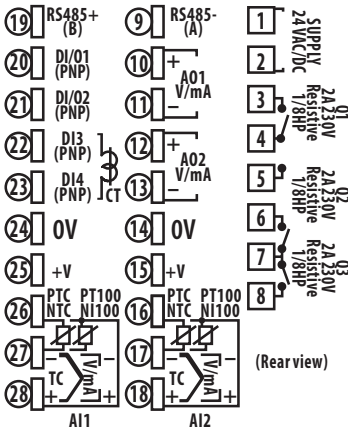 19 RS485+ (B)
20 DI/O1 (PNP)
21 DI/O2 (PNP)
22 DI3 (PNP)
23 DI4 (PNP)
CT
24 0V
25 +V
26 PTC NTC PT100 NI100
27 − −
28 + TC V/mA +
AI1
9 RS485- (A)
10 +
AO1 V/mA
11 −
12 +
AO2 V/mA
13 −
14 0V
15 +V
16 PTC NTC PT100 NI100
17 − −
18 + TC V/mA +
AI2
1
SUPPLY 24 VAC/DC
2
3
Q1 2A 230V Resistive 1/8HP
4
5
Q2 2A 230V Resistive 1/8HP
6
7
Q3 2A 230V Resistive 1/8HP
8
(Rear view)